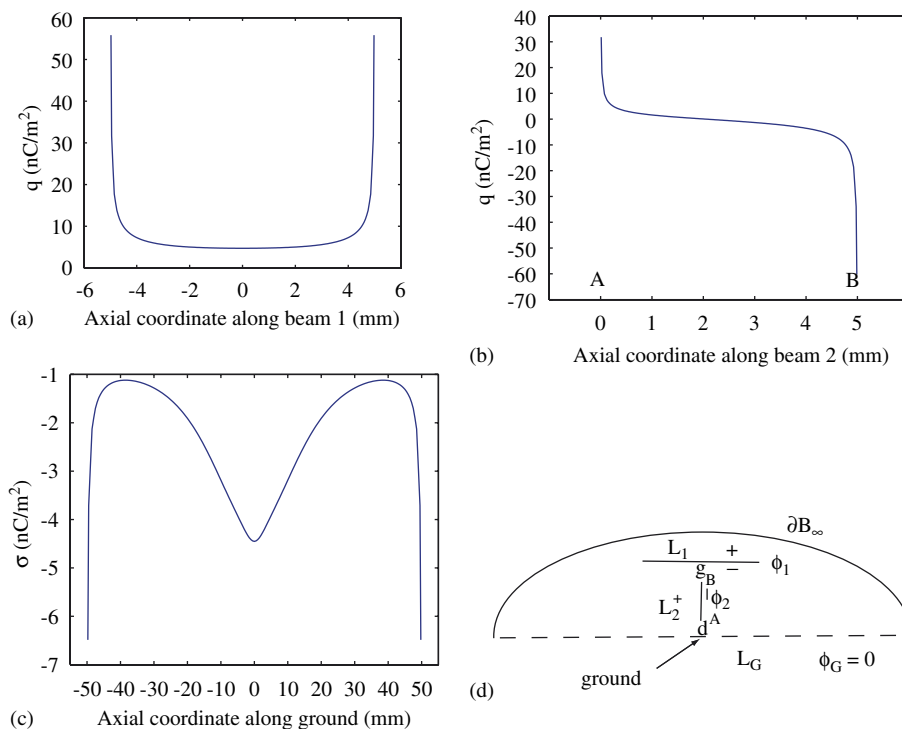 60
50
40
30
20
10
0
q (nC/m²)
-6 -4 -2 0 2 4 6
(a) Axial coordinate along beam 1 (mm)
40
30
20
10
0
-10
-20
-30
-40
-50
-60
-70
q (nC/m²)
A B
0 1 2 3 4 5
(b) Axial coordinate along beam 2 (mm)
-1
-2
-3
-4
-5
-6
-7
σ (nC/m²)
-50 -40 -30 -20 -10 0 10 20 30 40 50
(c) Axial coordinate along ground (mm)
∂B∞
L₁ +
g − ϕ₁
B
L₂⁺ ϕ₂
d A
L_G ϕ_G = 0
ground
(d)